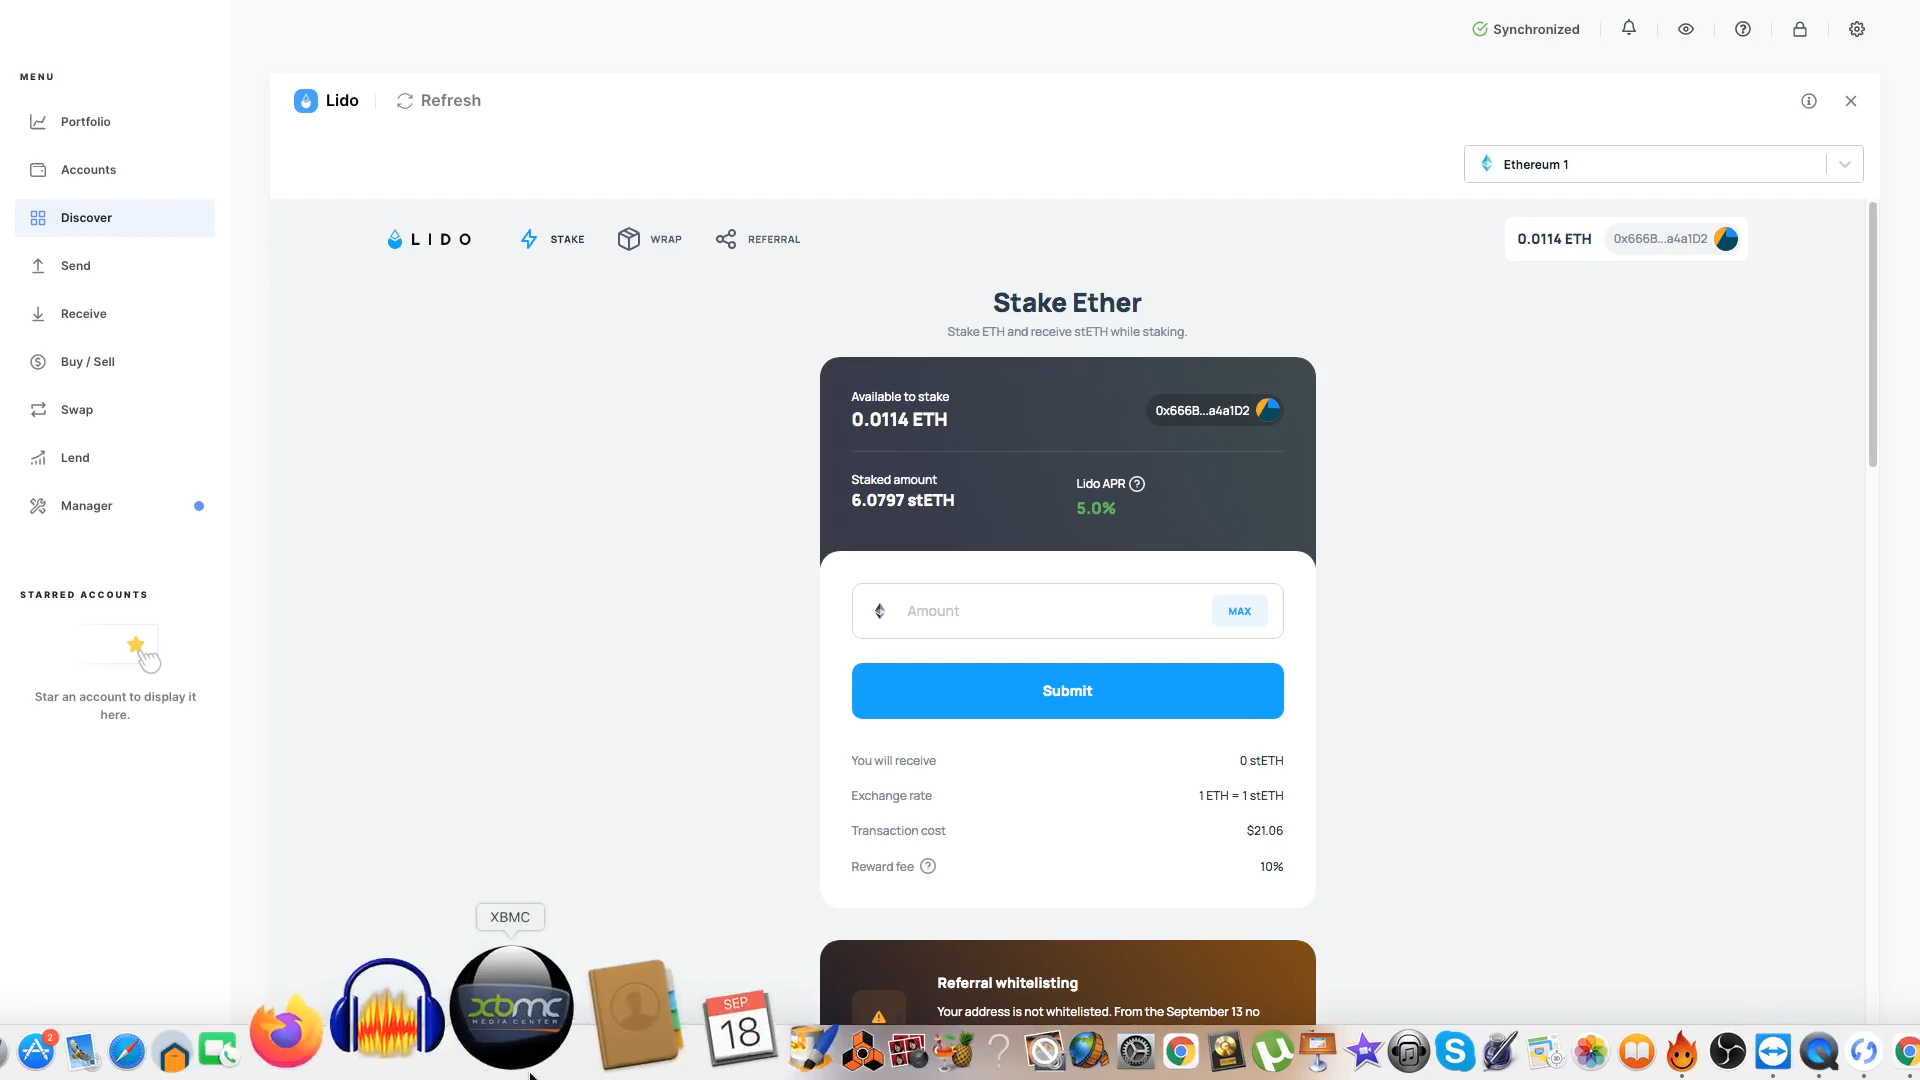 Synchronized
MENU
Portfolio
Accounts
Discover
Send
Receive
Buy / Sell
Swap
Lend
Manager
STARRED ACCOUNTS
Star an account to display it
here.
Lido
Refresh
Ethereum 1
LIDO
STAKE
WRAP
REFERRAL
0.0114 ETH
0x666B...a4a1D2
Stake Ether
Stake ETH and receive stETH while staking.
Available to stake
0.0114 ETH
0x666B...a4a1D2
Staked amount
6.0797 stETH
Lido APR
5.0%
Amount
MAX
Submit
You will receive
0 stETH
Exchange rate
1 ETH = 1 stETH
Transaction cost
$21.06
Reward fee
10%
Referral whitelisting
Your address is not whitelisted. From the September 13 no
XBMC
xbmc
MEDIA CENTER
SEP
18
2